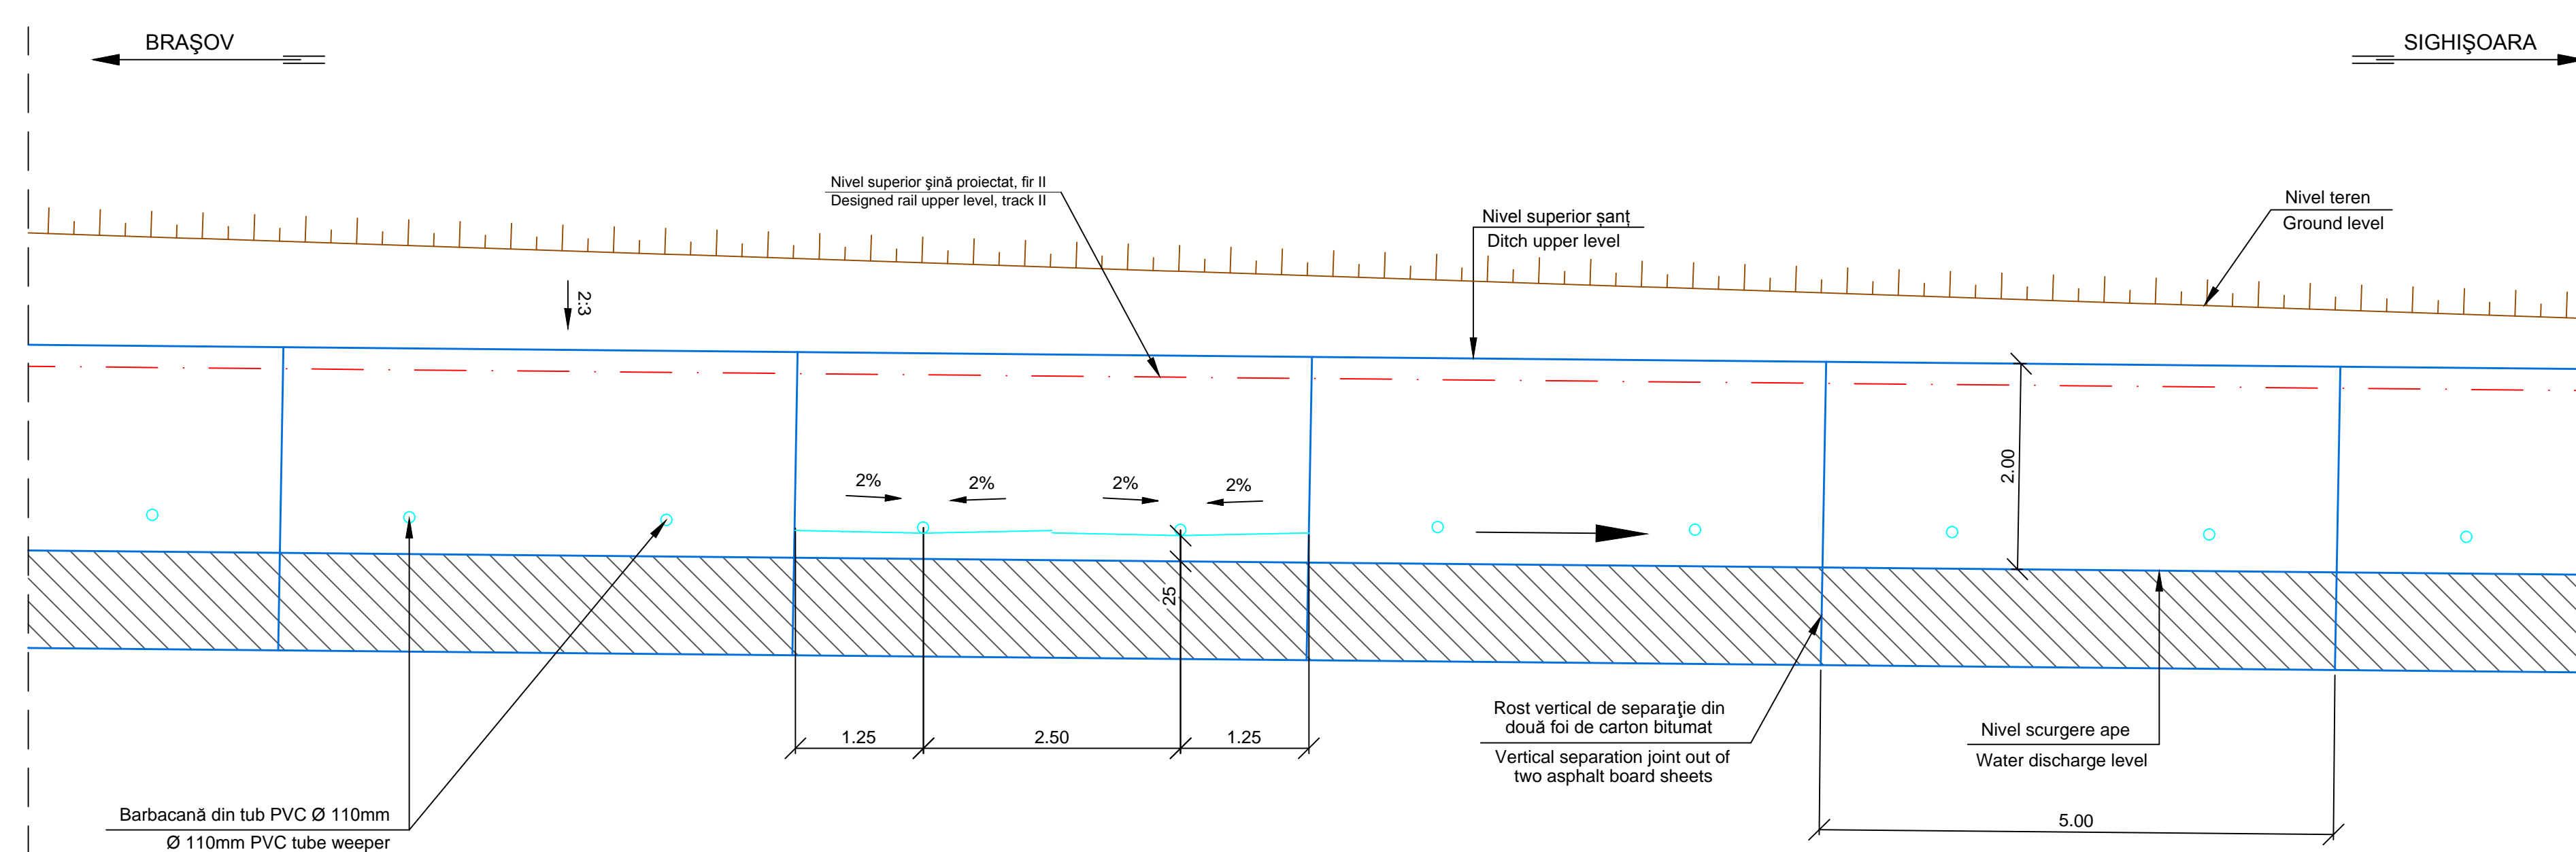 BRAŞOV
SIGHIŞOARA
Nivel superior şină proiectat, fir II
Designed rail upper level, track II
Nivel superior șanț
Ditch upper level
Nivel teren
Ground level
2:3
2.00
2%
2%
2%
2%
25
1.25
2.50
1.25
Rost vertical de separaţie din
două foi de carton bitumat
Vertical separation joint out of
two asphalt board sheets
Nivel scurgere ape
Water discharge level
5.00
Barbacană din tub PVC Ø 110mm
Ø 110mm PVC tube weeper